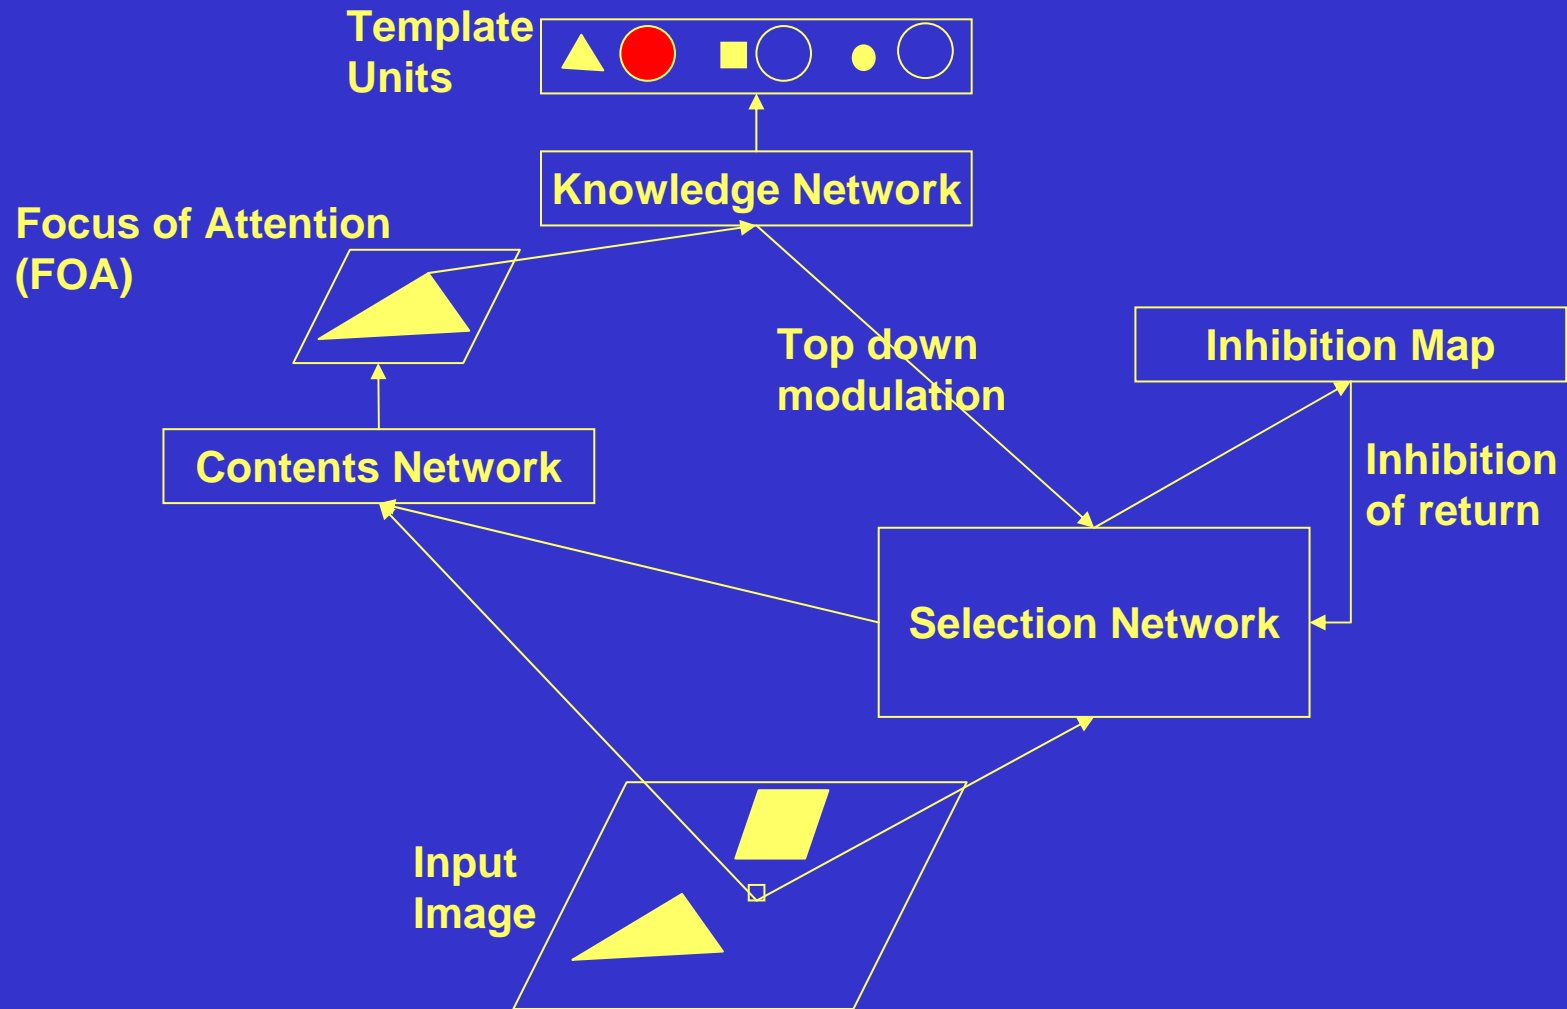 Template
Units
Knowledge Network
Focus of Attention
(FOA)
Top down
modulation
Inhibition Map
Contents Network
Inhibition
of return
Selection Network
Input
Image